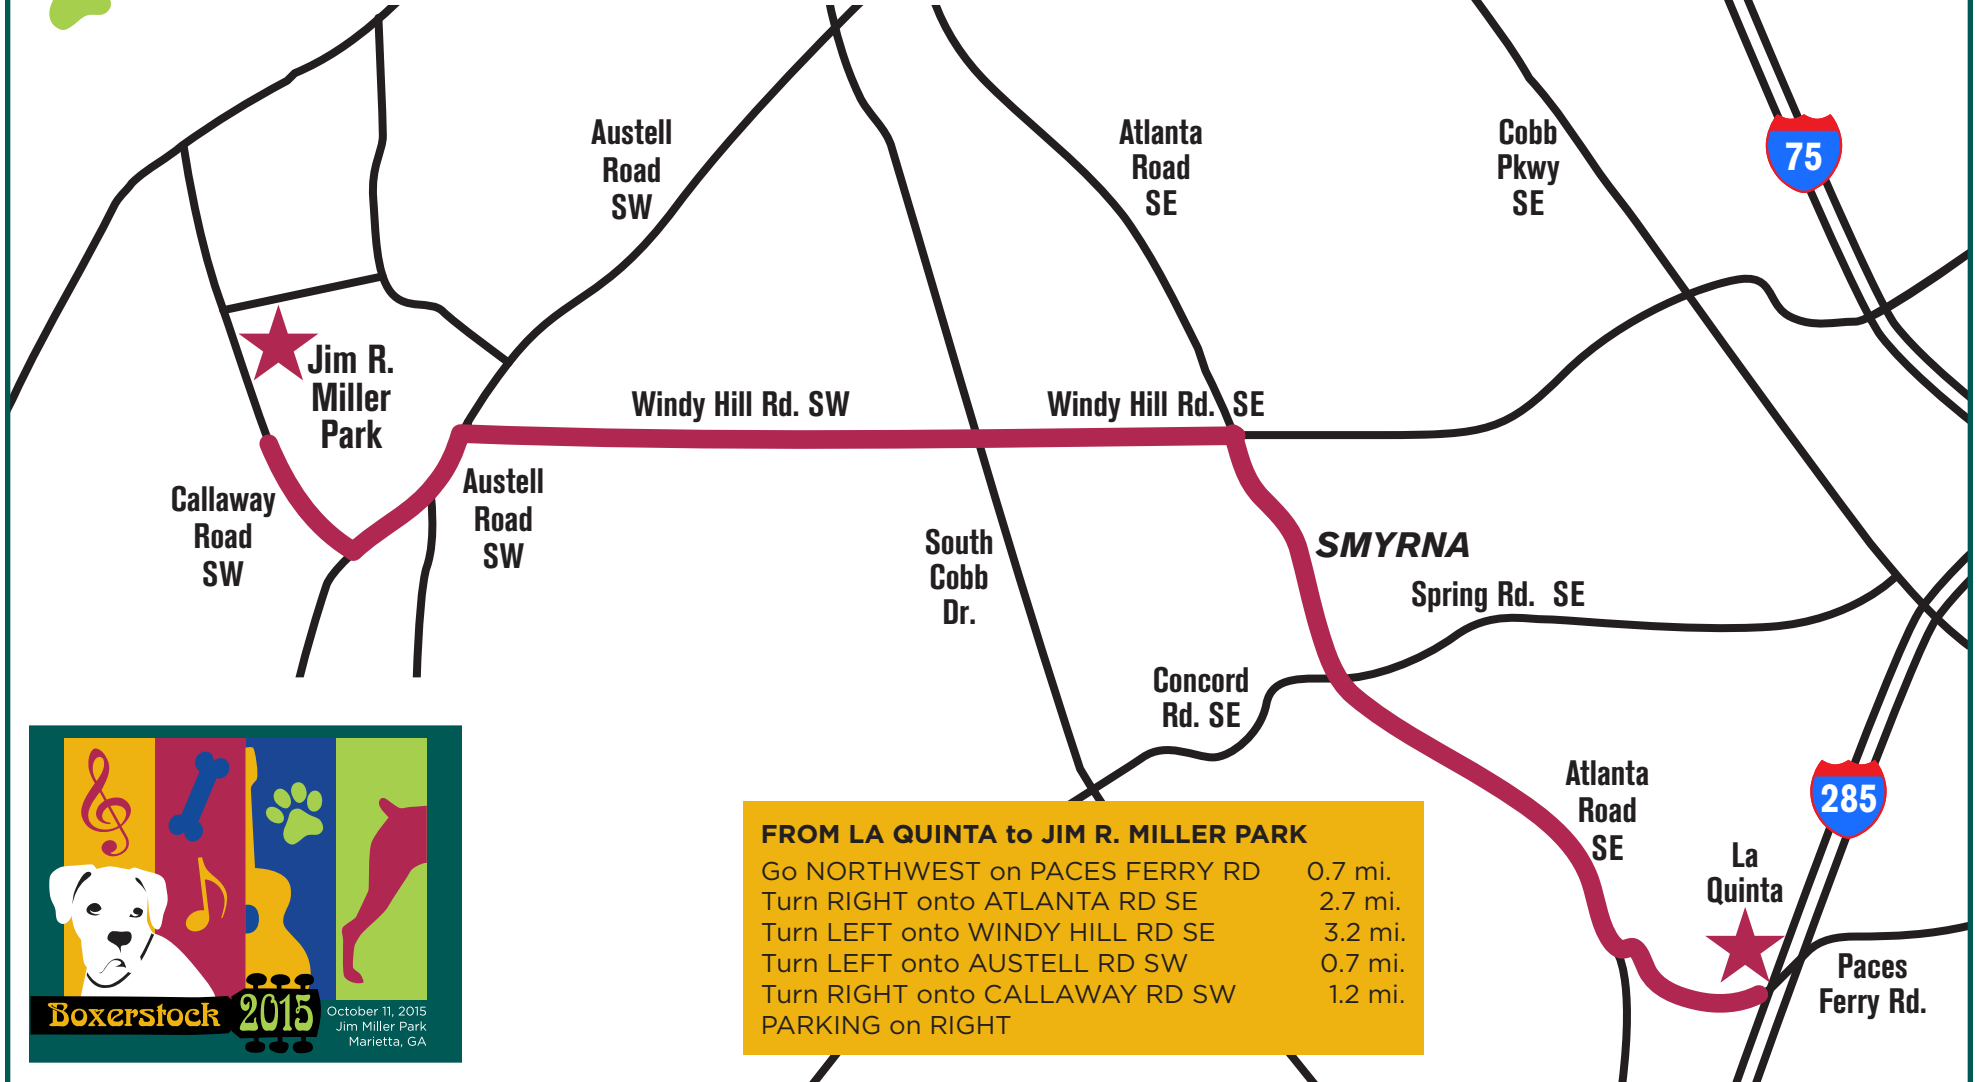 Austell
Road
SW
Atlanta
Road
SE
Cobb
Pkwy
SE
75
Jim R.
Miller
Park
Windy Hill Rd. SW
Windy Hill Rd. SE
Callaway
Road
SW
Austell
Road
SW
South
Cobb
Dr.
SMYRNA
Spring Rd. SE
Concord
Rd. SE
Atlanta
Road
SE
285
La
Quinta
Paces
Ferry Rd.
FROM LA QUINTA to JIM R. MILLER PARK
Go NORTHWEST on PACES FERRY RD 0.7 mi.
Turn RIGHT onto ATLANTA RD SE 2.7 mi.
Turn LEFT onto WINDY HILL RD SE 3.2 mi.
Turn LEFT onto AUSTELL RD SW 0.7 mi.
Turn RIGHT onto CALLAWAY RD SW 1.2 mi.
PARKING on RIGHT
Boxerstock 2015
October 11, 2015
Jim Miller Park
Marietta, GA